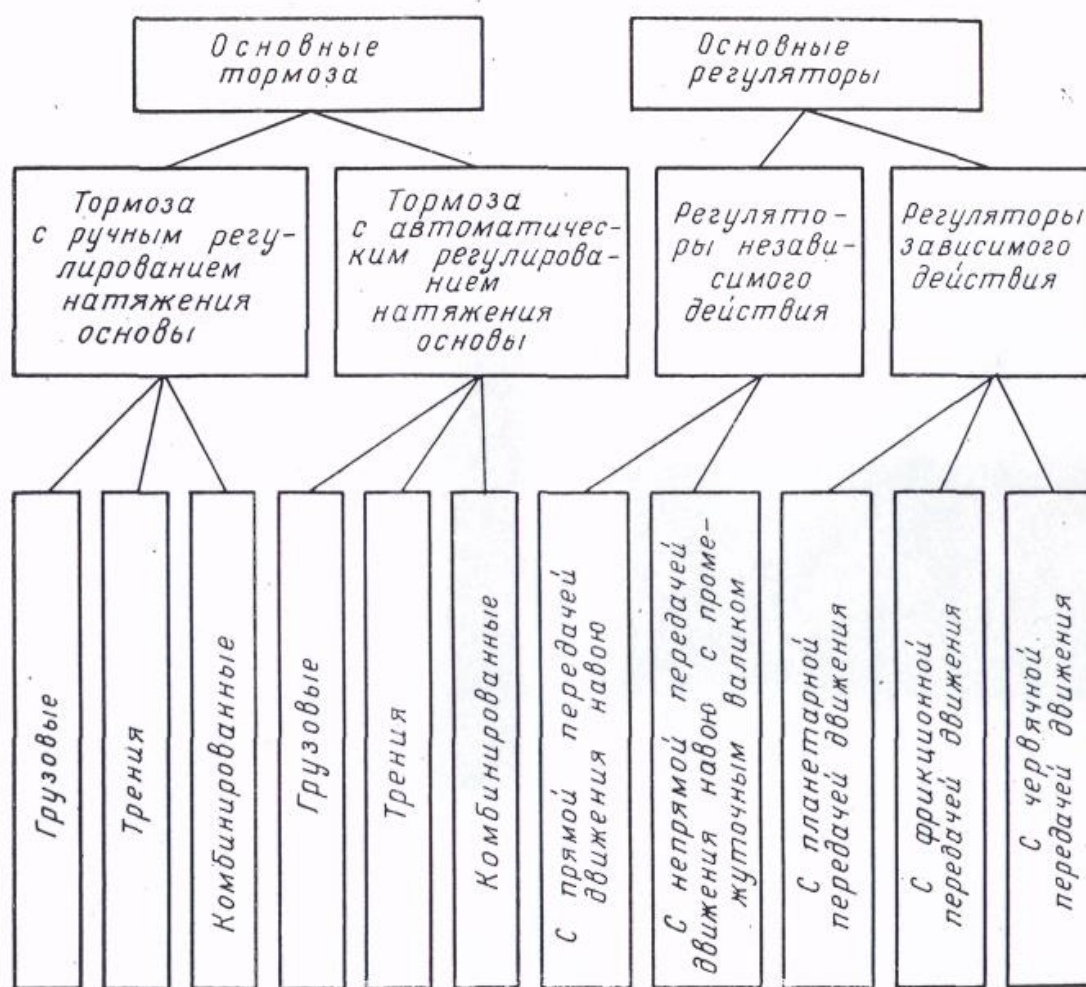 Основные
тормоза
Основные
регуляторы
Тормоза
с ручным регу-
лированием
натяжения
основы
Тормоза
с автоматичес-
ким регулирова-
нием
натяжения
основы
Регулято-
ры незави-
симого
действия
Регуляторы
зависимого
действия
Грузовые
Трения
Комбинированные
Грузовые
Трения
Комбинированные
С прямой передачей
движения навою
С непрямой передачей
движения навою с проме-
жуточным валиком
С планетарной
передачей движения
С фрикционной
передачей движения
С червячной
передачей движения